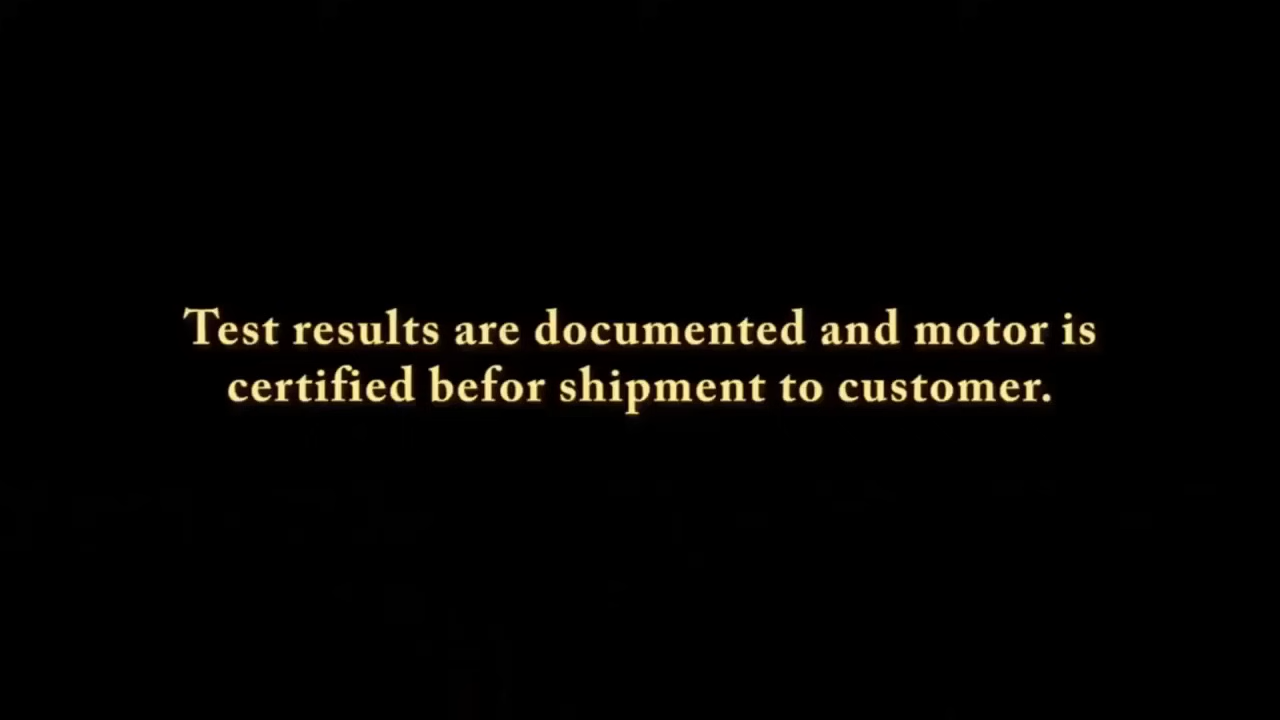 Test results are documented and motor is
certified befor shipment to customer.